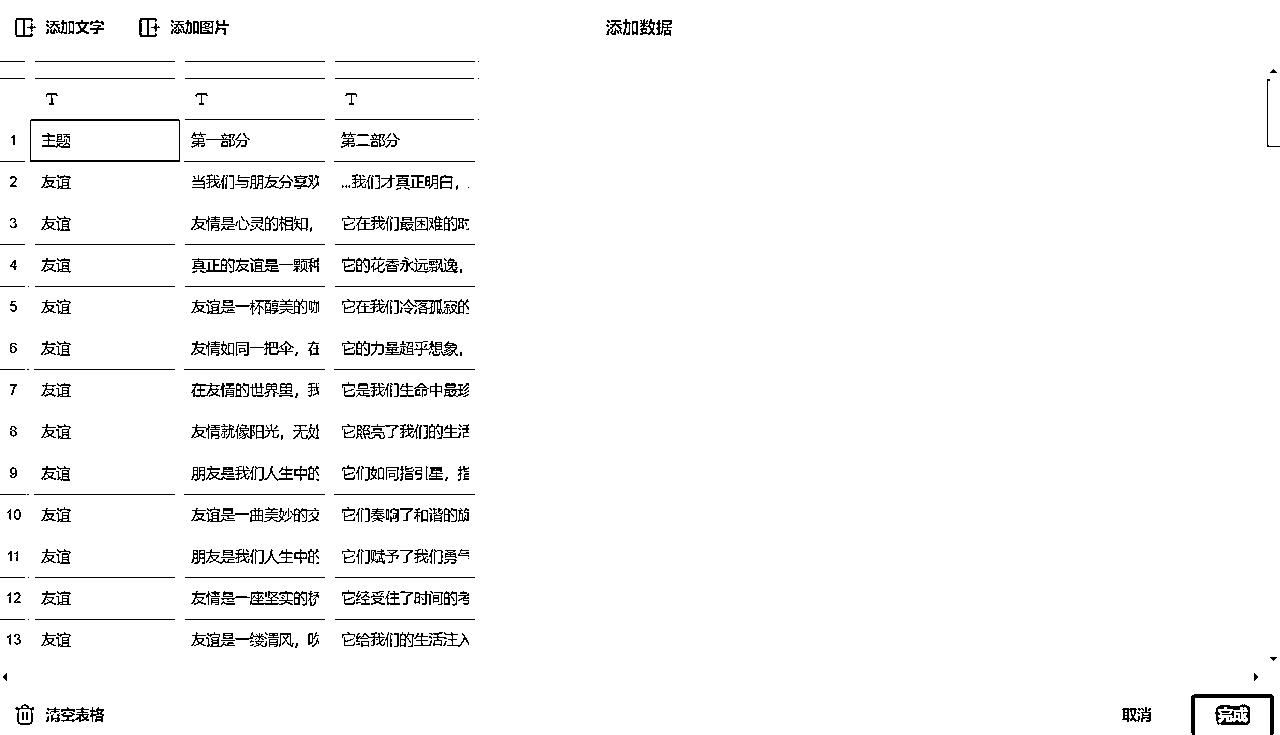 添加文字 添加图片 添加数据
T T T
1 主题 第一部分 第二部分
2 友谊 当我们与朋友分享欢 ...我们才真正明白，.
3 友谊 友情是心灵的相知， 它在我们最困难的时
4 友谊 真正的友谊是一颗种 它的花香永远飘逸，
5 友谊 友谊是一杯醇美的咖 它在我们冷落孤寂的
6 友谊 友情如同一把伞，在 它的力量超乎想象，
7 友谊 在友情的世界里，我 它是我们生命中最珍
8 友谊 友情就像阳光，无处 它照亮了我们的生活
9 友谊 朋友是我们人生中的 它们如同指引星，指
10 友谊 友谊是一曲美妙的交 它们奏响了和谐的旋
11 友谊 朋友是我们人生中的 它们赋予了我们勇气
12 友谊 友情是一座坚实的桥 它经受住了时间的考
13 友谊 友谊是一缕清风，吹 它给我们的生活注入
清空表格 取消 完成